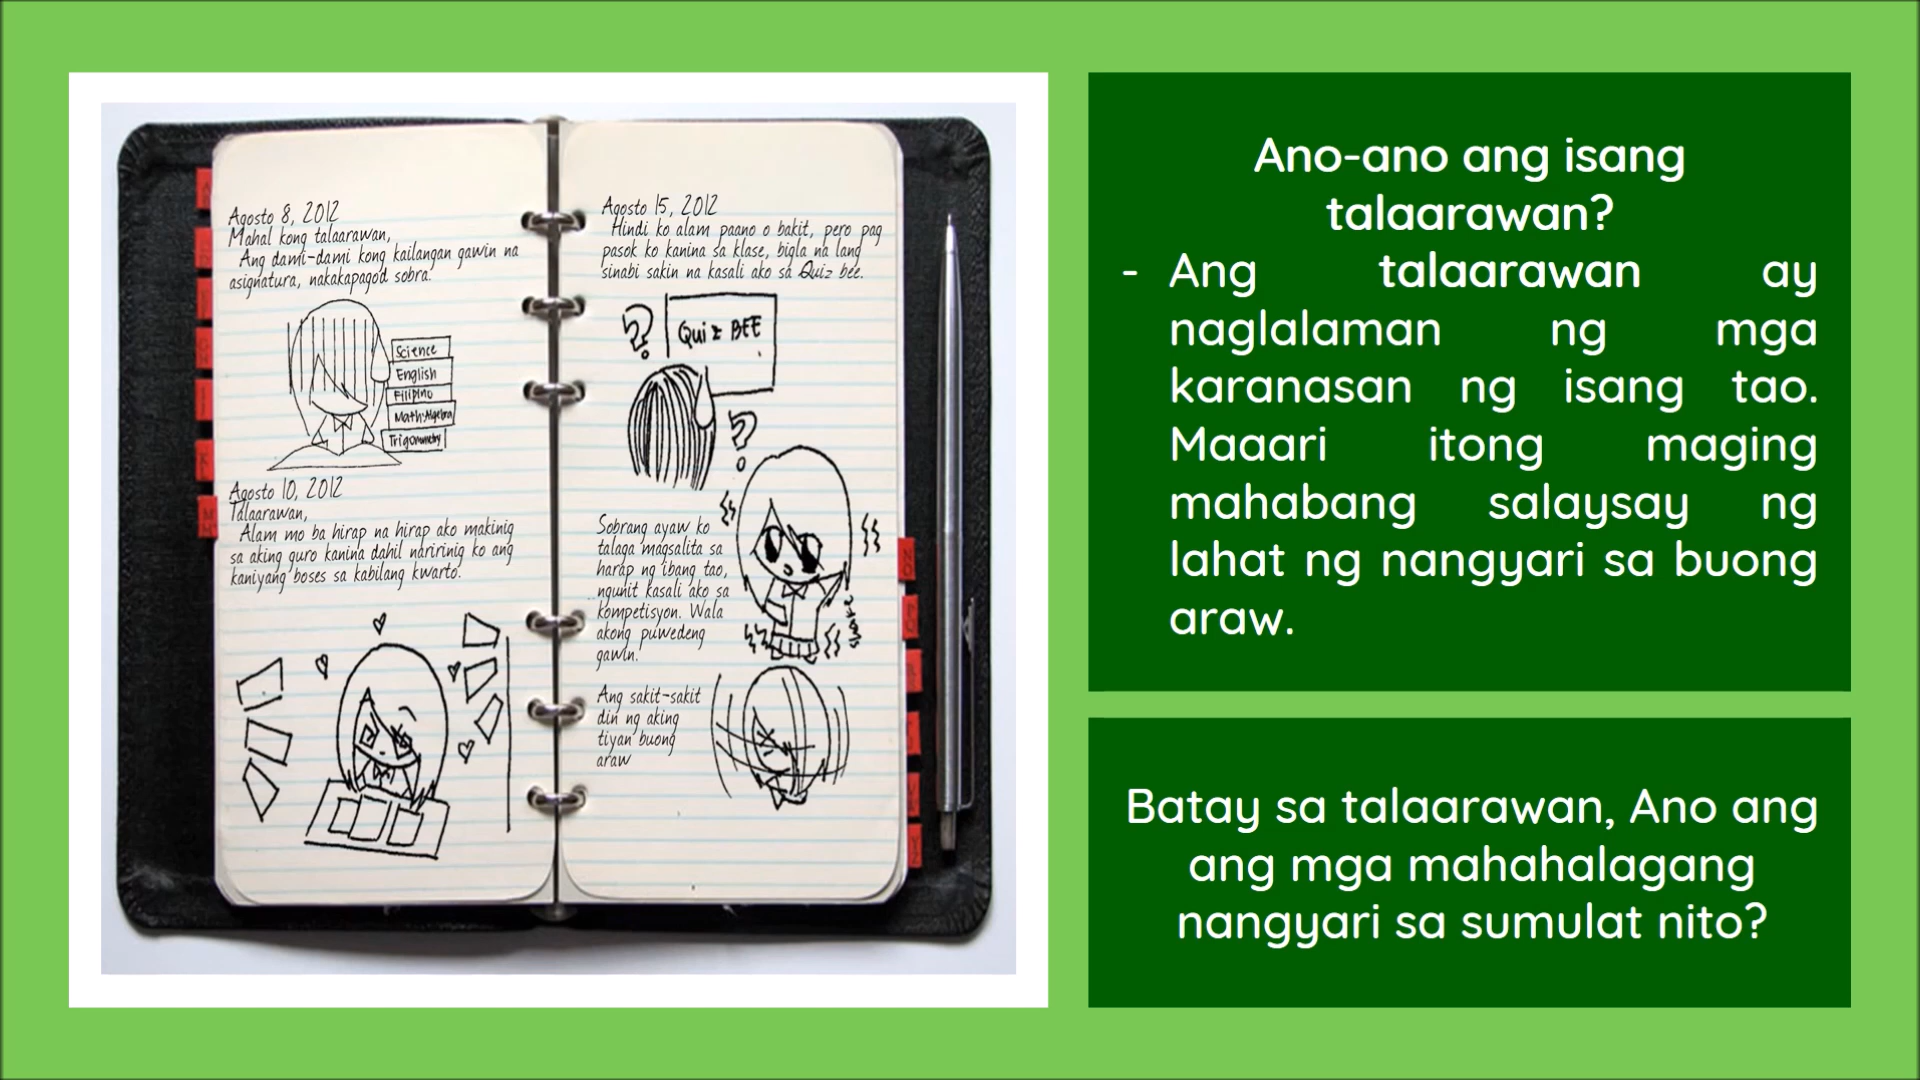 Agosto 8, 2012
Mahal kong talaarawan,
Ang dami-dami kong kailangan gawin na
asignatura, nakakapagod sobra.
Science
English
Filipino
Math:Algebra
Trigonometry
Agosto 10, 2012
Talaarawan,
Alam mo ba hirap na hirap ako makinig
sa aking guro kanina dahil naririnig ko ang
kaniyang boses sa kabilang kwarto.
Agosto 15, 2012
Hindi ko alam paano o bakit, pero pag
pasok ko kanina sa klase, bigla na lang
sinabi sakin na kasali ako sa Quiz bee.
?
Quiz BEE
?
Sobrang ayaw ko
talaga magsalita sa
harap ng ibang tao,
ngunit kasali ako sa
kompetisyon. Wala
akong puwedeng
gawin.
Ang sakit-sakit
din ng aking
tiyan buong
araw
Ano-ano ang isang
talaarawan?
- Ang talaarawan ay
naglalaman ng mga
karanasan ng isang tao.
Maaari itong maging
mahabang salaysay ng
lahat ng nangyari sa buong
araw.
Batay sa talaarawan, Ano ang
ang mga mahahalagang
nangyari sa sumulat nito?